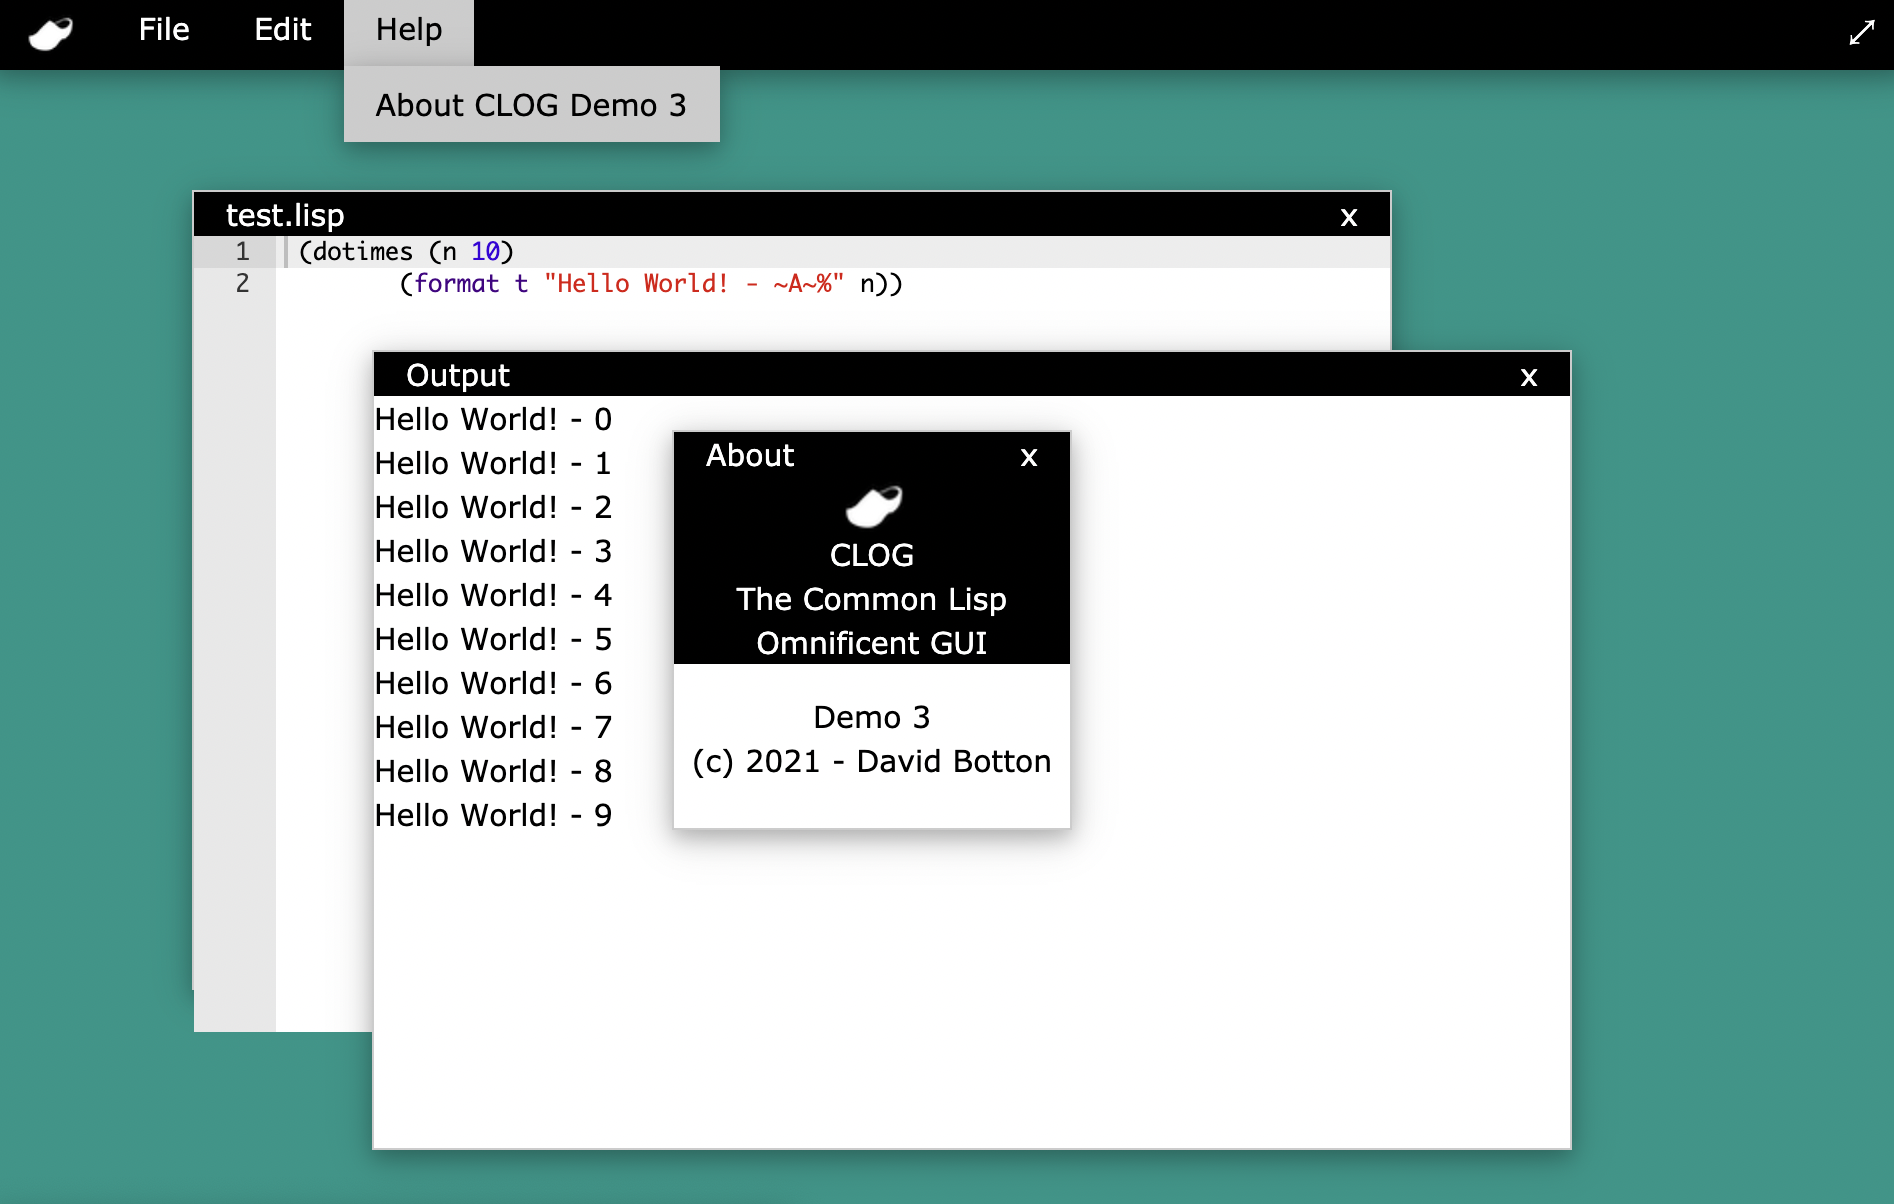 File Edit Help
About CLOG Demo 3
test.lisp x
1 (dotimes (n 10)
2 (format t "Hello World! - ~A~%" n))
Output x
Hello World! - 0
Hello World! - 1
Hello World! - 2
Hello World! - 3
Hello World! - 4
Hello World! - 5
Hello World! - 6
Hello World! - 7
Hello World! - 8
Hello World! - 9
About x
CLOG
The Common Lisp
Omnificent GUI
Demo 3
(c) 2021 - David Botton